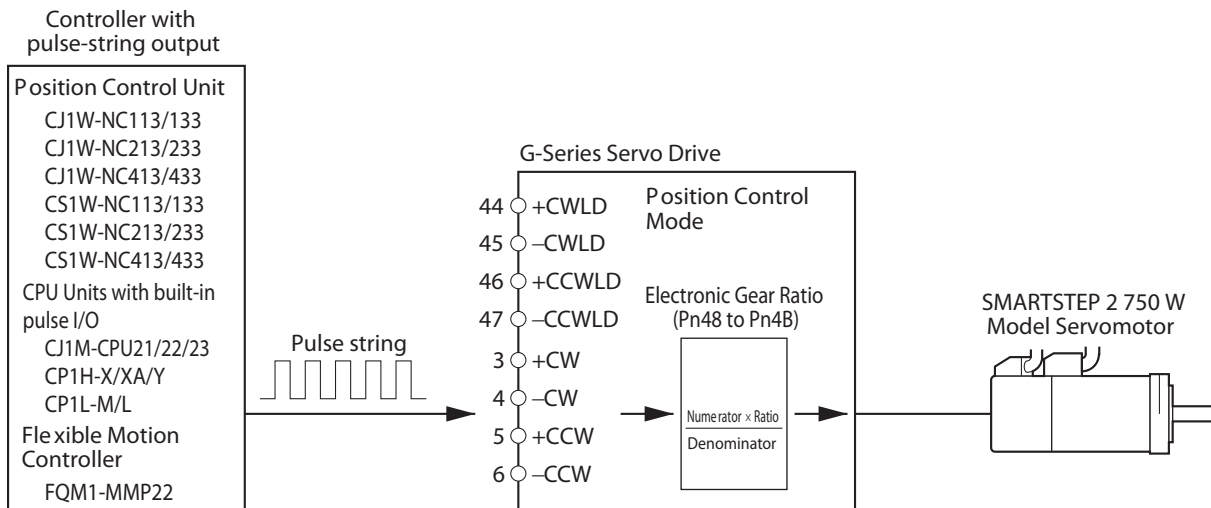 Controller with
pulse-string output
Position Control Unit
CJ1W-NC113/133
CJ1W-NC213/233
CJ1W-NC413/433
CS1W-NC113/133
CS1W-NC213/233
CS1W-NC413/433
CPU Units with built-in
pulse I/O
CJ1M-CPU21/22/23
CP1H-X/XA/Y
CP1L-M/L
Flexible Motion
Controller
FQM1-MMP22
Pulse string
G-Series Servo Drive
44 +CWLD
45 –CWLD
46 +CCWLD
47 –CCWLD
3 +CW
4 –CW
5 +CCW
6 –CCW
Position Control
Mode
Electronic Gear Ratio
(Pn48 to Pn4B)
Numerator × Ratio
Denominator
SMARTSTEP 2 750 W
Model Servomotor